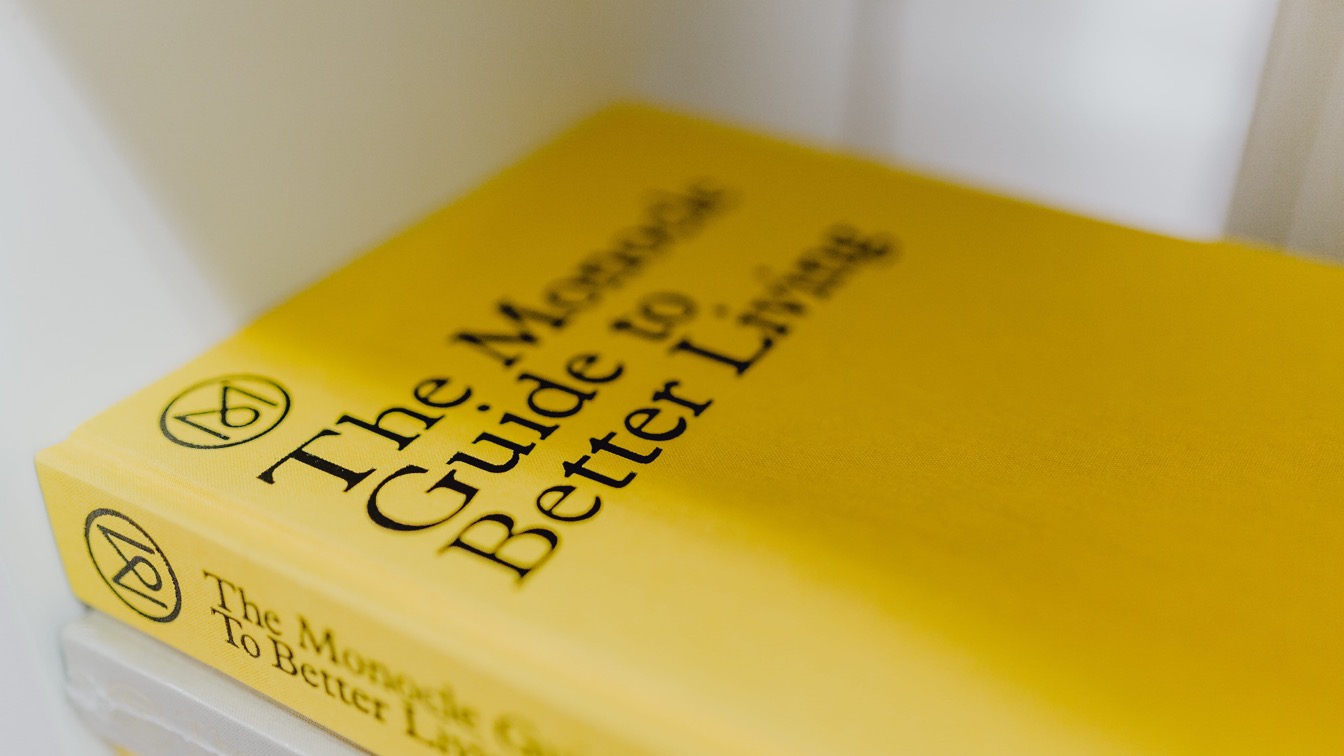 The Monocle
Guide to
Better Living
The Monocle
To Better